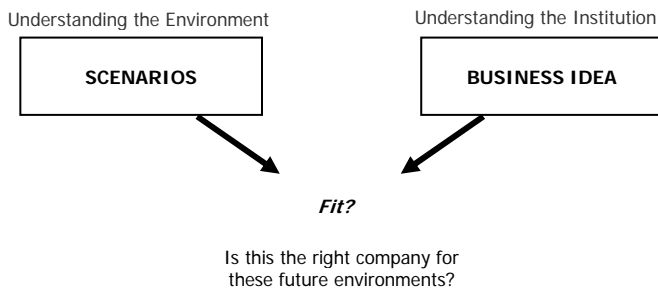 Understanding the Environment
Understanding the Institution
SCENARIOS
BUSINESS IDEA
Fit?
Is this the right company for
these future environments?